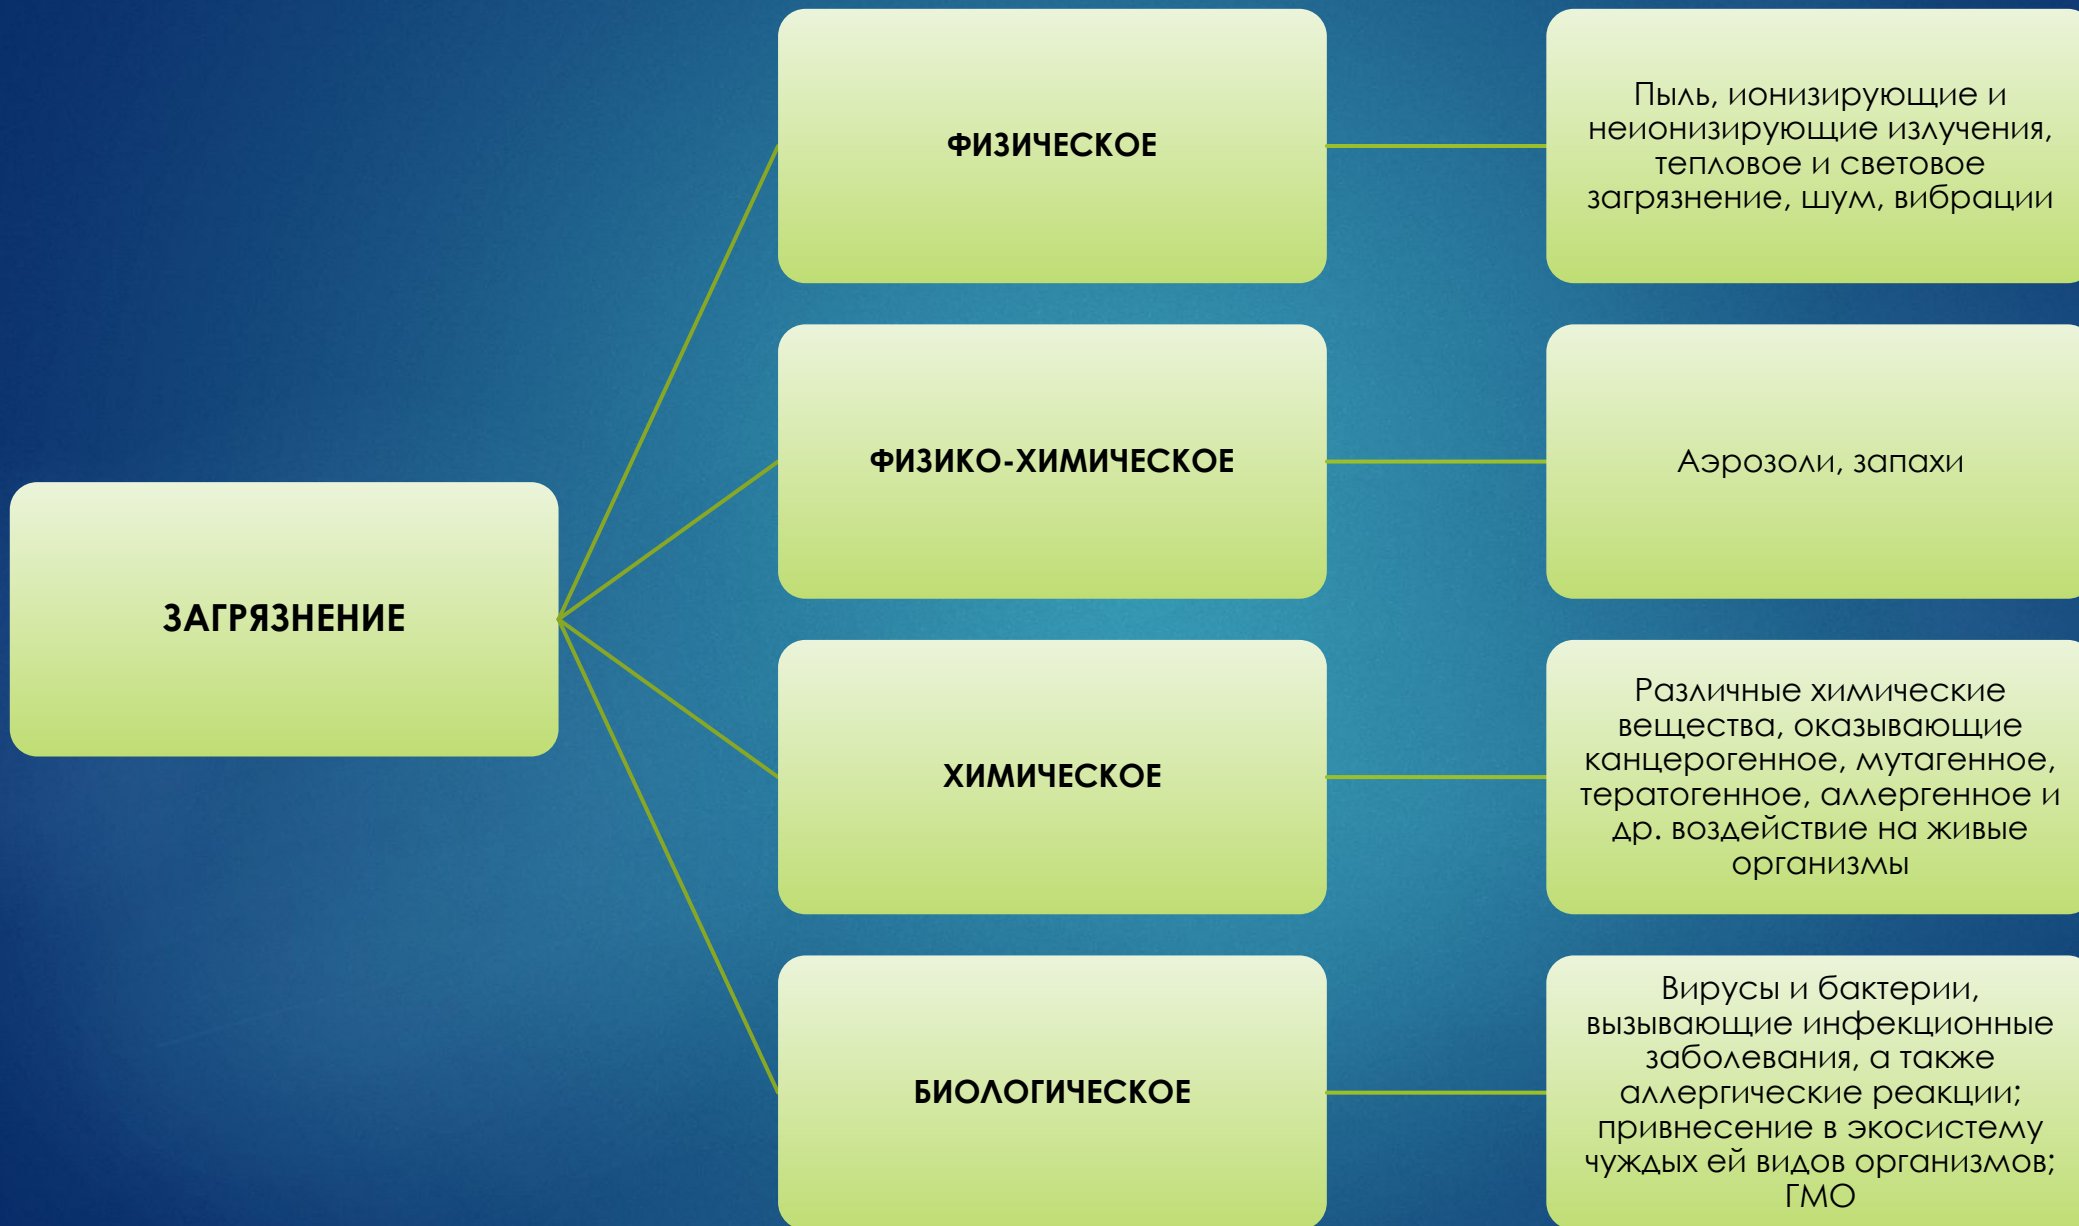 ЗАГРЯЗНЕНИЕ
ФИЗИЧЕСКОЕ
Пыль, ионизирующие и
неионизирующие излучения,
тепловое и световое
загрязнение, шум, вибрации
ФИЗИКО-ХИМИЧЕСКОЕ
Аэрозоли, запахи
ХИМИЧЕСКОЕ
Различные химические
вещества, оказывающие
канцерогенное, мутагенное,
тератогенное, аллергенное и
др. воздействие на живые
организмы
БИОЛОГИЧЕСКОЕ
Вирусы и бактерии,
вызывающие инфекционные
заболевания, а также
аллергические реакции;
привнесение в экосистему
чуждых ей видов организмов;
ГМО